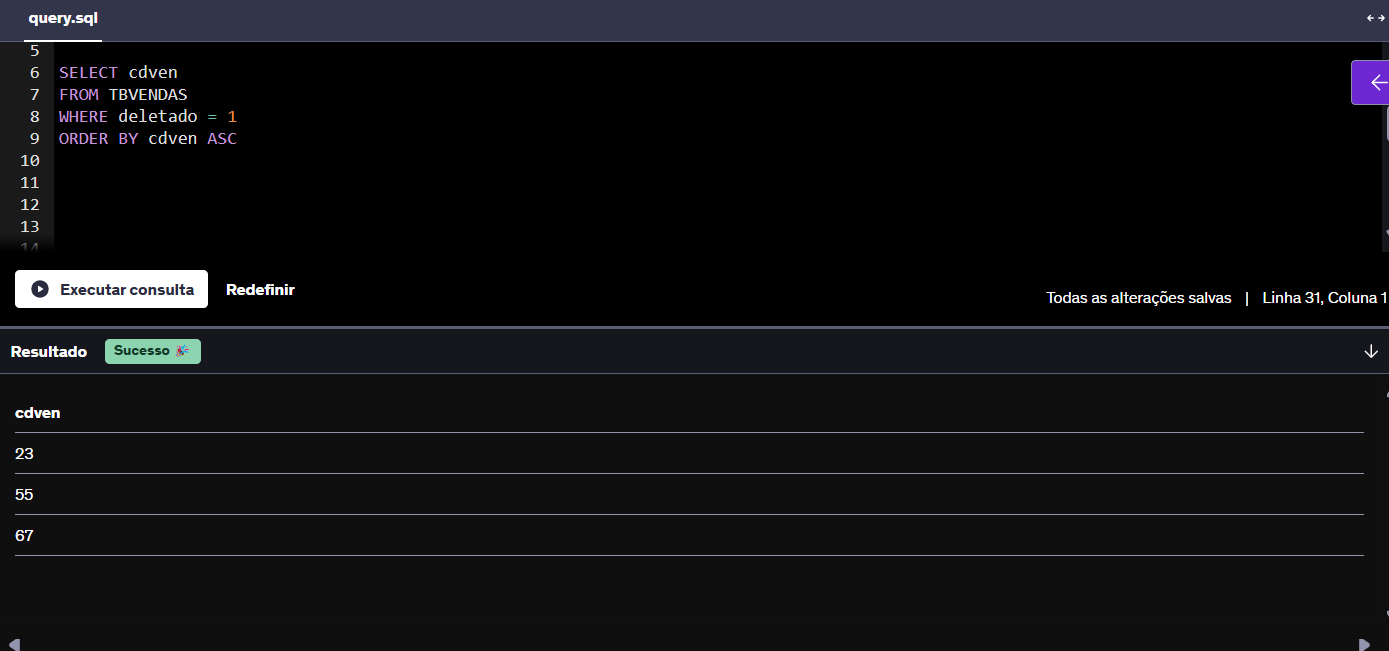 query.sql
5
6 SELECT cdven
7 FROM TBVENDAS
8 WHERE deletado = 1
9 ORDER BY cdven ASC
10
11
12
13
14
Executar consulta Redefinir
Todas as alterações salvas | Linha 31, Coluna 1
Resultado Sucesso 🎉
cdven
23
55
67